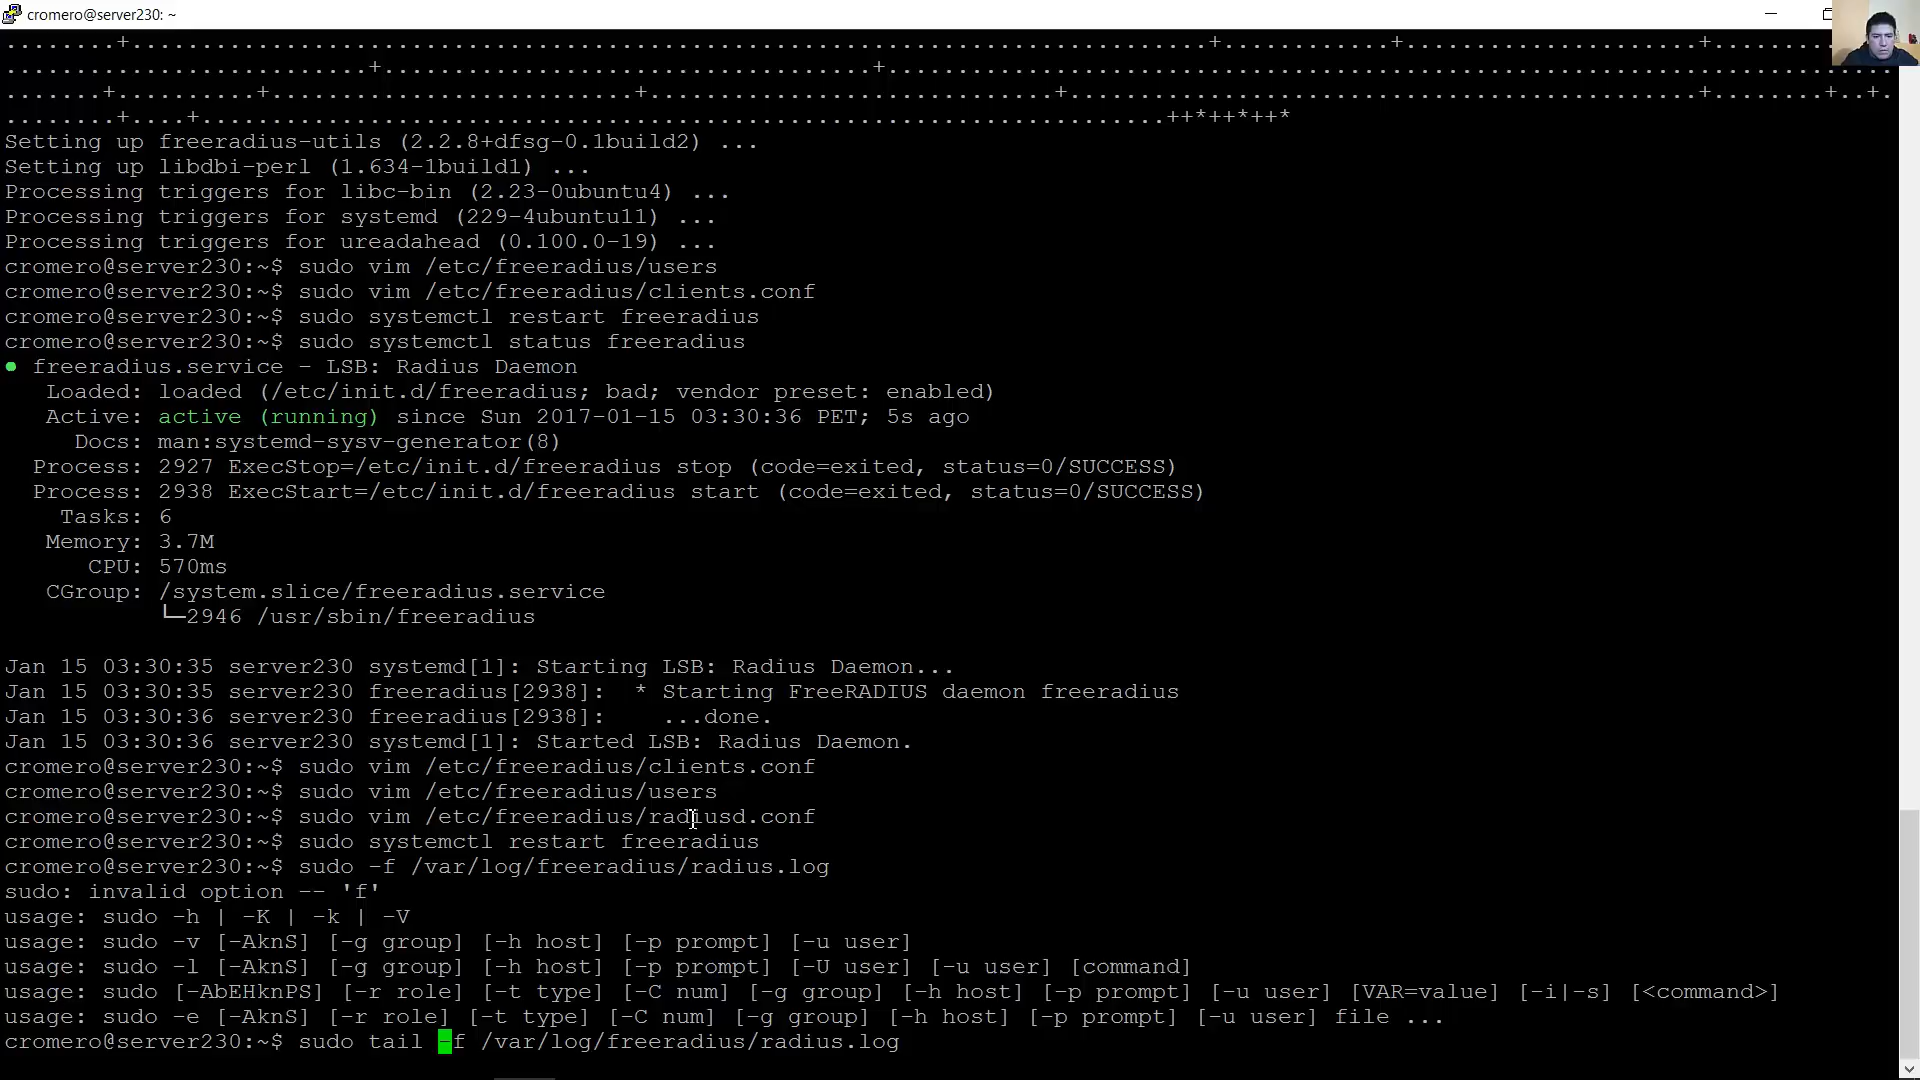 cromero@server230: ~
........+..............................................................................+............+.....................+........
..........................+...................................+.........................................................................
.......+..........+..........................+.............................+.............................................+........+..+.
........+....+.....................................................................++*++**++*
Setting up freeradius-utils (2.2.8+dfsg-0.1build2) ...
Setting up libdbi-perl (1.634-1build1) ...
Processing triggers for libc-bin (2.23-0ubuntu4) ...
Processing triggers for systemd (229-4ubuntu11) ...
Processing triggers for ureadahead (0.100.0-19) ...
cromero@server230:~$ sudo vim /etc/freeradius/users
cromero@server230:~$ sudo vim /etc/freeradius/clients.conf
cromero@server230:~$ sudo systemctl restart freeradius
cromero@server230:~$ sudo systemctl status freeradius
● freeradius.service - LSB: Radius Daemon
   Loaded: loaded (/etc/init.d/freeradius; bad; vendor preset: enabled)
   Active: active (running) since Sun 2017-01-15 03:30:36 PET; 5s ago
     Docs: man:systemd-sysv-generator(8)
  Process: 2927 ExecStop=/etc/init.d/freeradius stop (code=exited, status=0/SUCCESS)
  Process: 2938 ExecStart=/etc/init.d/freeradius start (code=exited, status=0/SUCCESS)
    Tasks: 6
   Memory: 3.7M
      CPU: 570ms
   CGroup: /system.slice/freeradius.service
           └─2946 /usr/sbin/freeradius
Jan 15 03:30:35 server230 systemd[1]: Starting LSB: Radius Daemon...
Jan 15 03:30:35 server230 freeradius[2938]:  * Starting FreeRADIUS daemon freeradius
Jan 15 03:30:36 server230 freeradius[2938]:    ...done.
Jan 15 03:30:36 server230 systemd[1]: Started LSB: Radius Daemon.
cromero@server230:~$ sudo vim /etc/freeradius/clients.conf
cromero@server230:~$ sudo vim /etc/freeradius/users
cromero@server230:~$ sudo vim /etc/freeradius/radiusd.conf
cromero@server230:~$ sudo systemctl restart freeradius
cromero@server230:~$ sudo -f /var/log/freeradius/radius.log
sudo: invalid option -- 'f'
usage: sudo -h | -K | -k | -V
usage: sudo -v [-AknS] [-g group] [-h host] [-p prompt] [-u user]
usage: sudo -l [-AknS] [-g group] [-h host] [-p prompt] [-U user] [-u user] [command]
usage: sudo [-AbEHknPS] [-r role] [-t type] [-C num] [-g group] [-h host] [-p prompt] [-u user] [VAR=value] [-i|-s] [<command>]
usage: sudo -e [-AknS] [-r role] [-t type] [-C num] [-g group] [-h host] [-p prompt] [-u user] file ...
cromero@server230:~$ sudo tail -f /var/log/freeradius/radius.log